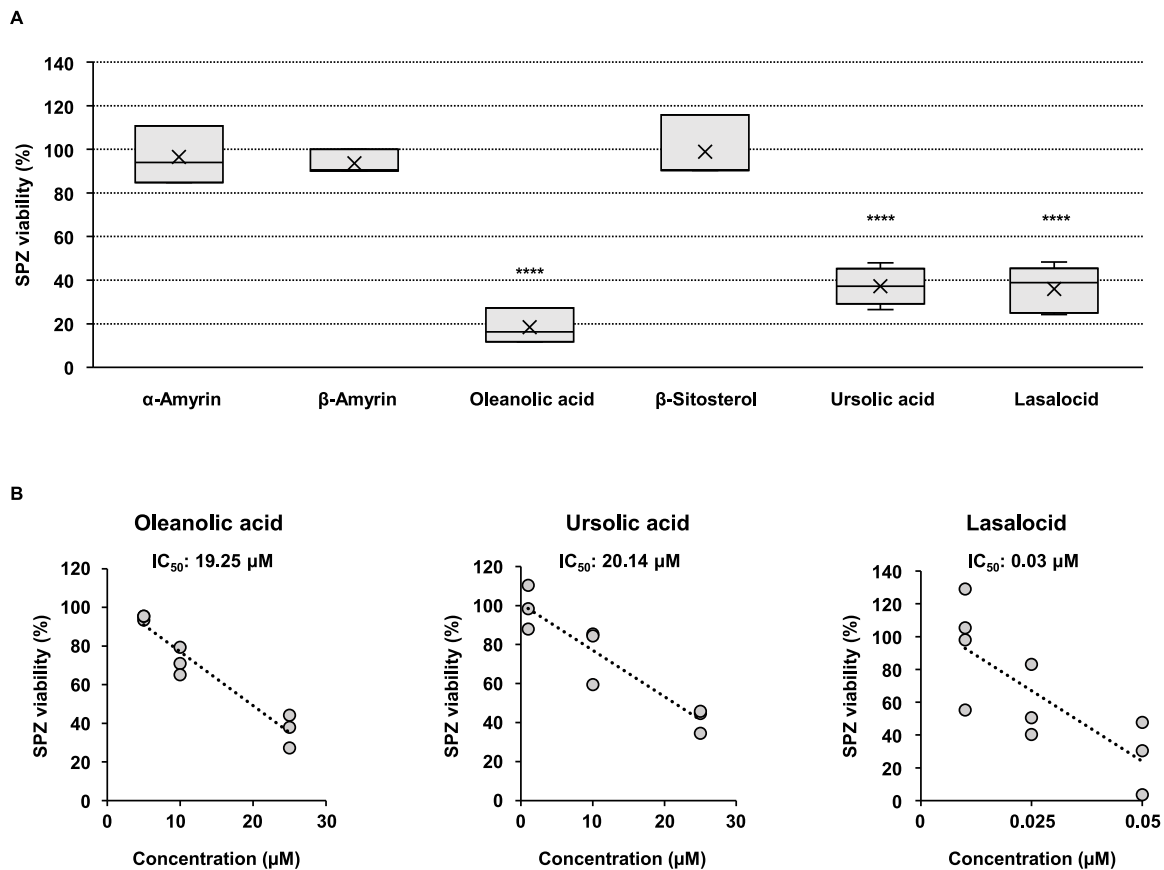 A
SPZ viability (%)
140
120
100
80
60
40
20
0
****
****
****
α-Amyrin β-Amyrin Oleanolic acid β-Sitosterol Ursolic acid Lasalocid
B
Oleanolic acid
IC50: 19.25 µM
SPZ viability (%)
120
100
80
60
40
20
0
0 10 20 30
Concentration (µM)
Ursolic acid
IC50: 20.14 µM
SPZ viability (%)
120
100
80
60
40
20
0
0 10 20 30
Concentration (µM)
Lasalocid
IC50: 0.03 µM
SPZ viability (%)
140
120
100
80
60
40
20
0
0 0.025 0.05
Concentration (µM)